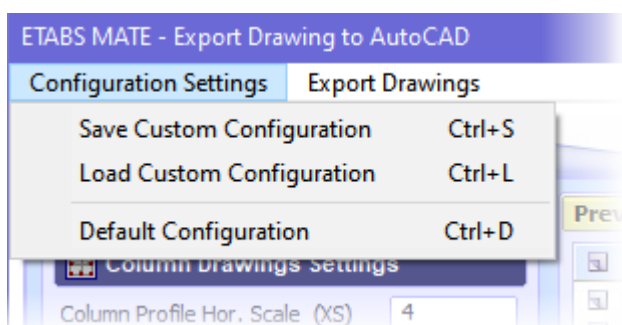 ETABS MATE - Export Drawing to AutoCAD
Configuration Settings Export Drawings
Save Custom Configuration Ctrl+S
Load Custom Configuration Ctrl+L
Default Configuration Ctrl+D
Column Drawings Settings
Column Profile Hor. Scale (XS) 4